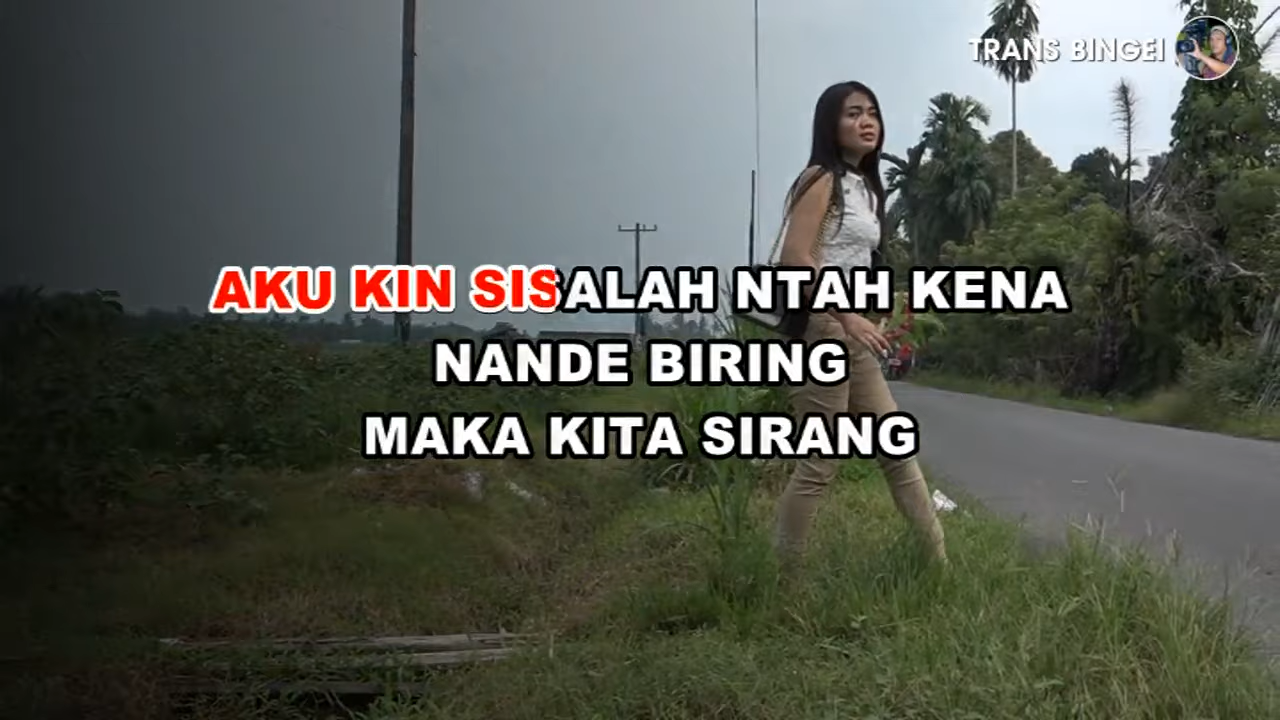 TRANS BINGEI
AKU KIN SISALAH NTAH KENA
NANDE BIRING
MAKA KITA SIRANG